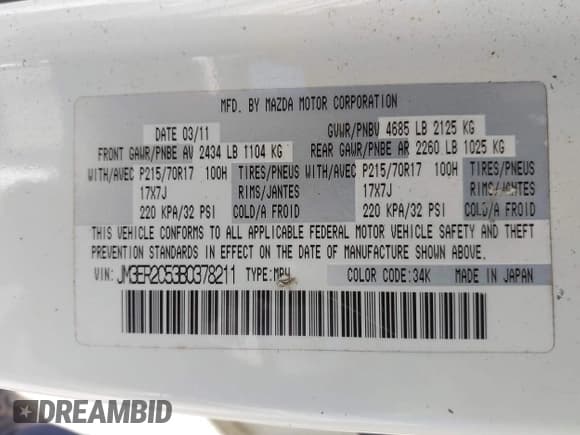 MFD. BY MAZDA MOTOR CORPORATION
DATE 03/11 GVWR/PNBV 4685 LB 2125 KG
FRONT GAWR/PNBE AV 2434 LB 1104 KG REAR GAWR/PNBE AR 2260 LB 1025 KG
WITH/AVEC P215/70R17 100H TIRES/PNEUS WITH/AVEC P215/70R17 100H TIRES/PNEUS
17X7J RIMS/JANTES 17X7J RIMS/JANTES
220 KPA/32 PSI COLD/A FROID 220 KPA/32 PSI COLD/A FROID
THIS VEHICLE CONFORMS TO ALL APPLICABLE FEDERAL MOTOR VEHICLE SAFETY AND THEFT
PREVENTION STANDARDS IN EFFECT ON THE DATE OF MANUFACTURE SHOWN ABOVE.
VIN: JM3ER2C53B0378211 TYPE:MPV COLOR CODE:34K MADE IN JAPAN
DREAMBID